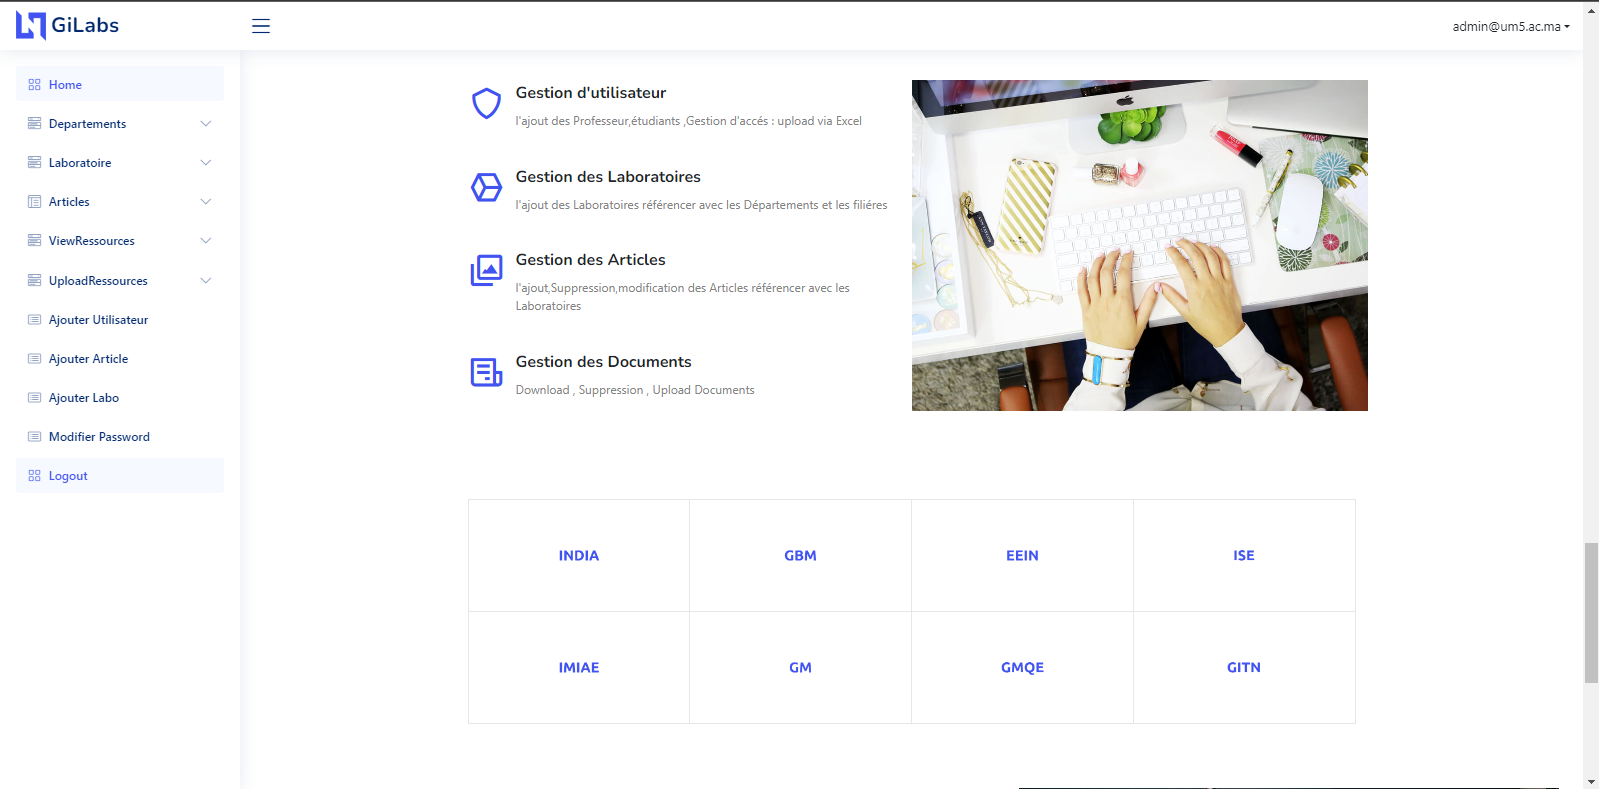 GiLabs
admin@um5.ac.ma
Home
Departements
Laboratoire
Articles
ViewRessources
UploadRessources
Ajouter Utilisateur
Ajouter Article
Ajouter Labo
Modifier Password
Logout
Gestion d'utilisateur
l'ajout des Professeur,étudiants ,Gestion d'accés : upload via Excel
Gestion des Laboratoires
l'ajout des Laboratoires référencer avec les Départements et les filiéres
Gestion des Articles
l'ajout,Suppression,modification des Articles référencer avec les
Laboratoires
Gestion des Documents
Download , Suppression , Upload Documents
INDIA
GBM
EEIN
ISE
IMIAE
GM
GMQE
GITN